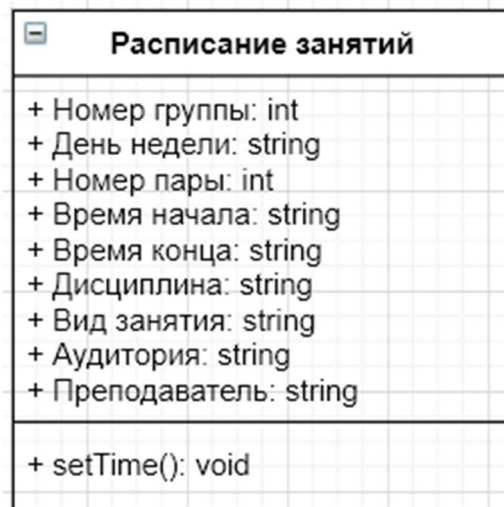 Расписание занятий
+ Номер группы: int
+ День недели: string
+ Номер пары: int
+ Время начала: string
+ Время конца: string
+ Дисциплина: string
+ Вид занятия: string
+ Аудитория: string
+ Преподаватель: string
+ setTime(): void